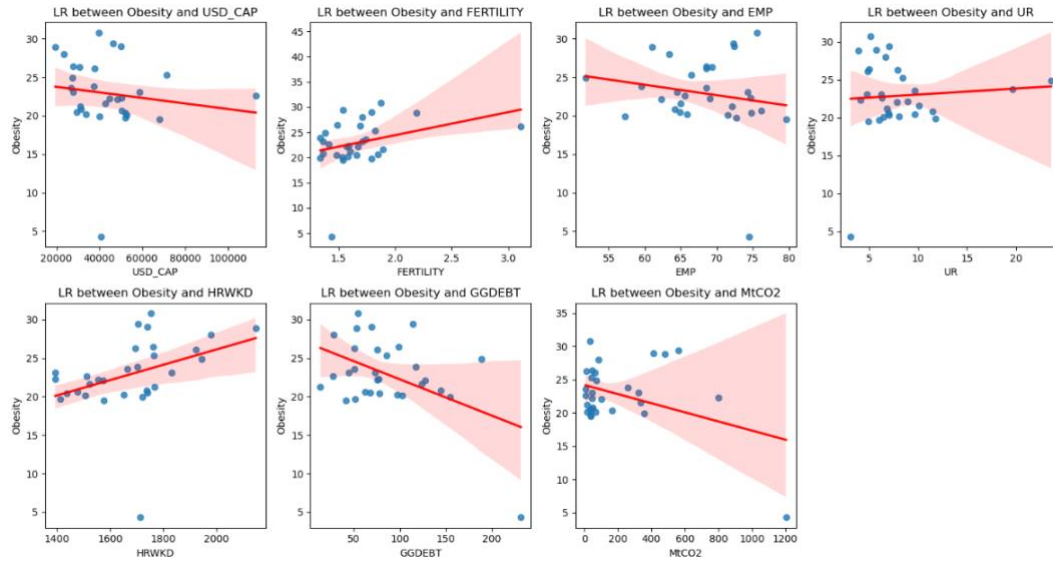 LR between Obesity and USD_CAP
Obesity
30
25
20
15
10
5
20000 40000 60000 80000 100000
USD_CAP
LR between Obesity and FERTILITY
Obesity
45
40
35
30
25
20
15
10
5
1.5 2.0 2.5 3.0
FERTILITY
LR between Obesity and EMP
Obesity
30
25
20
15
10
5
55 60 65 70 75 80
EMP
LR between Obesity and UR
Obesity
30
25
20
15
10
5
5 10 15 20
UR
LR between Obesity and HRWKD
Obesity
30
25
20
15
10
5
1400 1600 1800 2000
HRWKD
LR between Obesity and GGDEBT
Obesity
30
25
20
15
10
5
50 100 150 200
GGDEBT
LR between Obesity and MtCO2
Obesity
35
30
25
20
15
10
5
0 200 400 600 800 1000 1200
MtCO2